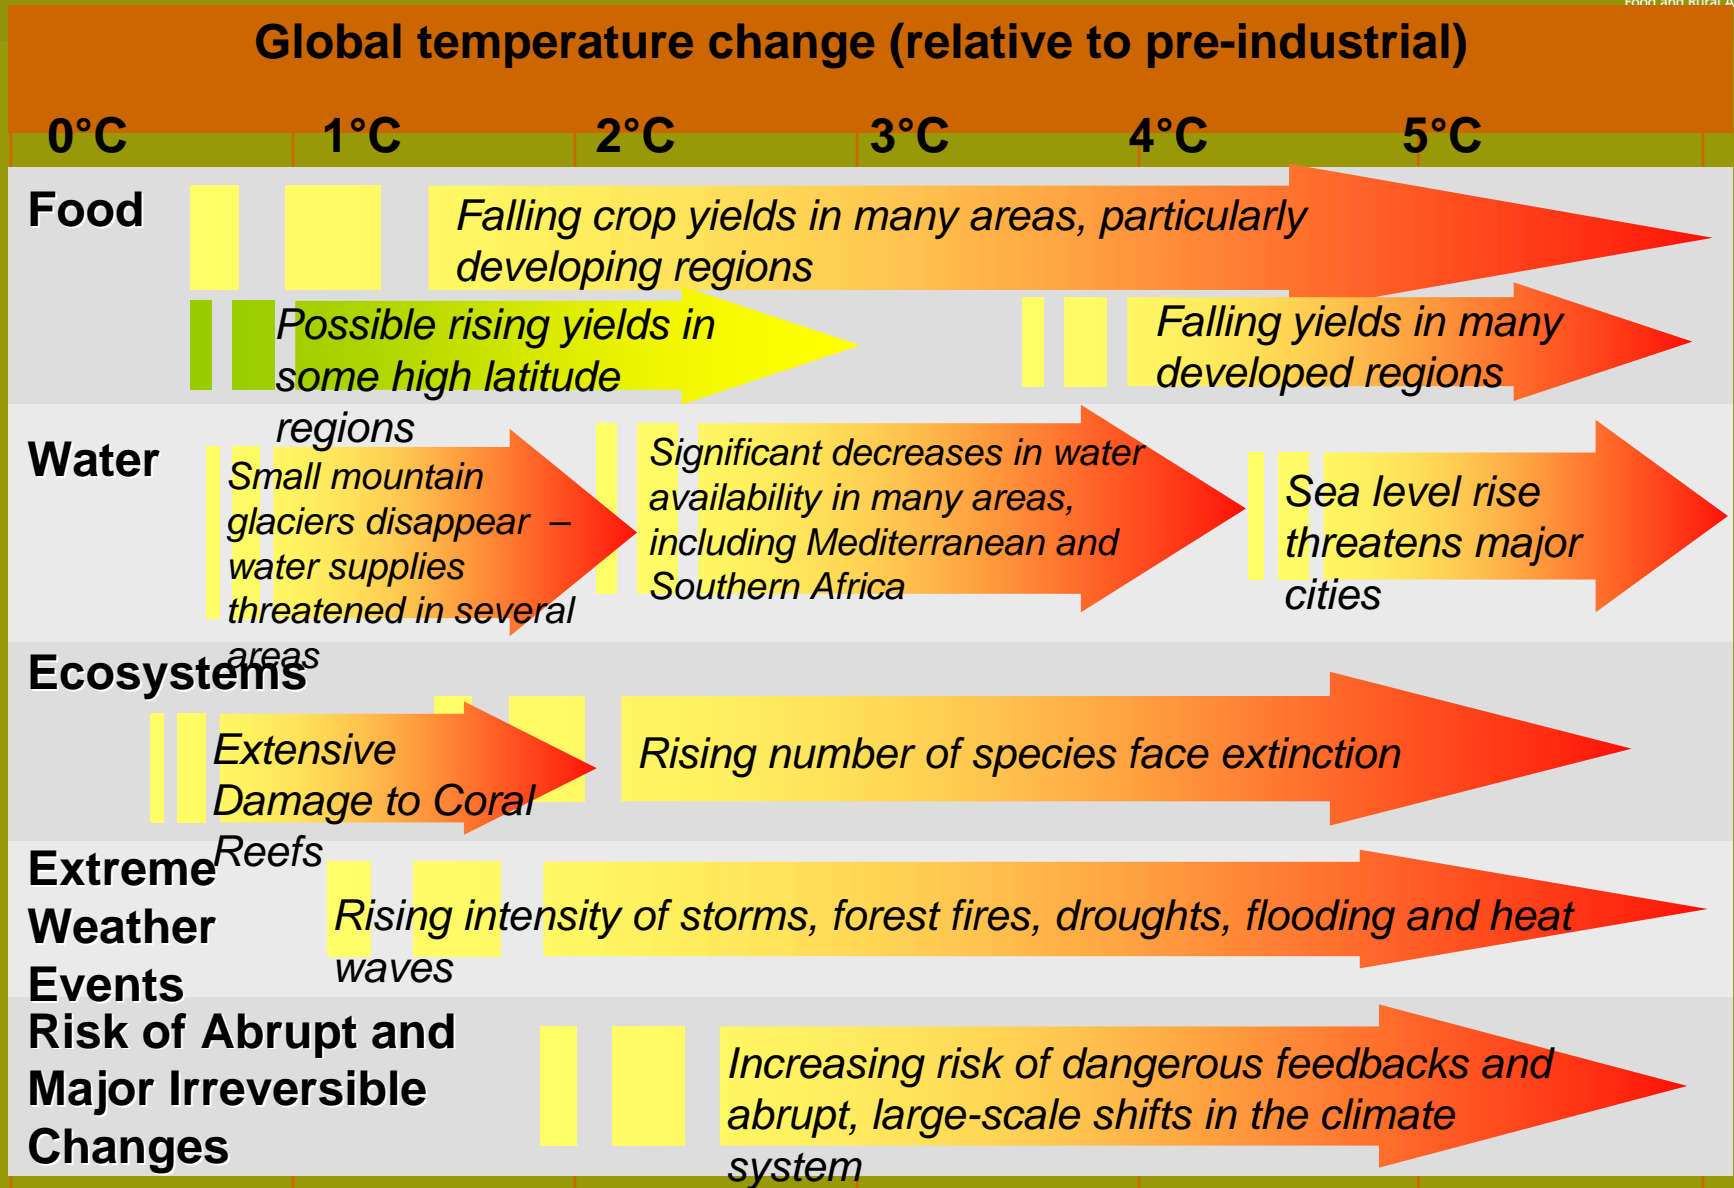 Food and Rural A
Global temperature change (relative to pre-industrial)
0°C 1°C 2°C 3°C 4°C 5°C
Food
Falling crop yields in many areas, particularly
developing regions
Possible rising yields in
some high latitude
regions
Falling yields in many
developed regions
Water
Small mountain
glaciers disappear –
water supplies
threatened in several
areas
Significant decreases in water
availability in many areas,
including Mediterranean and
Southern Africa
Sea level rise
threatens major
cities
Ecosystems
Extensive
Damage to Coral
Reefs
Rising number of species face extinction
Extreme
Weather
Events
Rising intensity of storms, forest fires, droughts, flooding and heat
waves
Risk of Abrupt and
Major Irreversible
Changes
Increasing risk of dangerous feedbacks and
abrupt, large-scale shifts in the climate
system